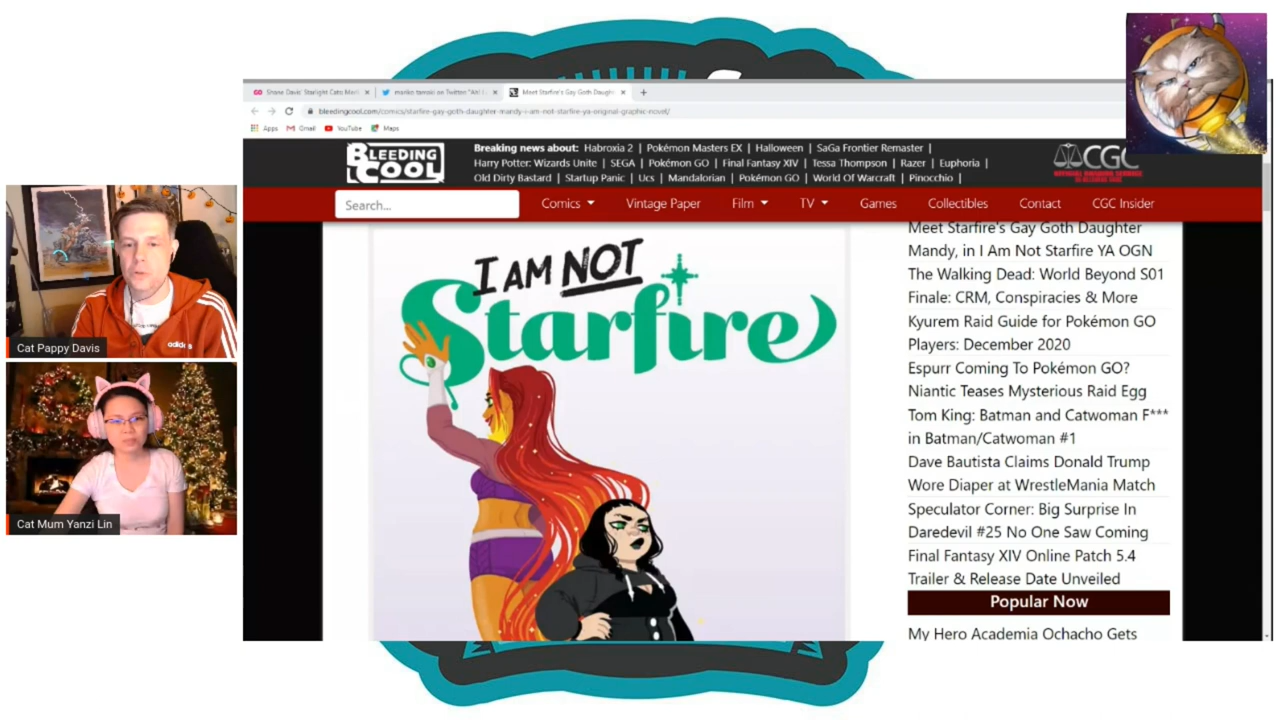 Shane Davis' Starlight Cats
mariko tamaki on Twitter "Ah!
Meet Starfire's Gay Goth Daughte
bleedingcool.com/comics/starfire-gay-goth-daughter-mandy-i-am-not-starfire-ya-original-graphic-novel/
Apps Gmail YouTube Maps
BLEEDING COOL
Breaking news about: Habroxia 2 | Pokémon Masters EX | Halloween | SaGa Frontier Remaster |
Harry Potter: Wizards Unite | SEGA | Pokémon GO | Final Fantasy XIV | Tessa Thompson | Razer | Euphoria |
Old Dirty Bastard | Startup Panic | Ucs | Mandalorian | Pokémon GO | World Of Warcraft | Pinocchio |
CGC
Search...
Comics Vintage Paper Film TV Games Collectibles Contact CGC Insider
I AM NOT
Starfire
Meet Starfire's Gay Goth Daughter
Mandy, in I Am Not Starfire YA OGN
The Walking Dead: World Beyond S01
Finale: CRM, Conspiracies & More
Kyurem Raid Guide for Pokémon GO
Players: December 2020
Espurr Coming To Pokémon GO?
Niantic Teases Mysterious Raid Egg
Tom King: Batman and Catwoman F***
in Batman/Catwoman #1
Dave Bautista Claims Donald Trump
Wore Diaper at WrestleMania Match
Speculator Corner: Big Surprise In
Daredevil #25 No One Saw Coming
Final Fantasy XIV Online Patch 5.4
Trailer & Release Date Unveiled
Popular Now
My Hero Academia Ochacho Gets
adidas
Cat Pappy Davis
Cat Mum Yanzi Lin